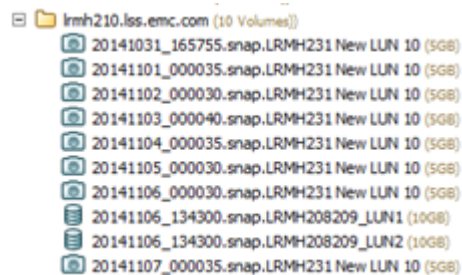 lrmh210.lss.emc.com (10 Volumes))
20141031_165755.snap.LRMH231 New LUN 10 (5GB)
20141101_000035.snap.LRMH231 New LUN 10 (5GB)
20141102_000030.snap.LRMH231 New LUN 10 (5GB)
20141103_000040.snap.LRMH231 New LUN 10 (5GB)
20141104_000035.snap.LRMH231 New LUN 10 (5GB)
20141105_000030.snap.LRMH231 New LUN 10 (5GB)
20141106_000030.snap.LRMH231 New LUN 10 (5GB)
20141106_134300.snap.LRMH208209_LUN1 (10GB)
20141106_134300.snap.LRMH208209_LUN2 (10GB)
20141107_000035.snap.LRMH231 New LUN 10 (5GB)